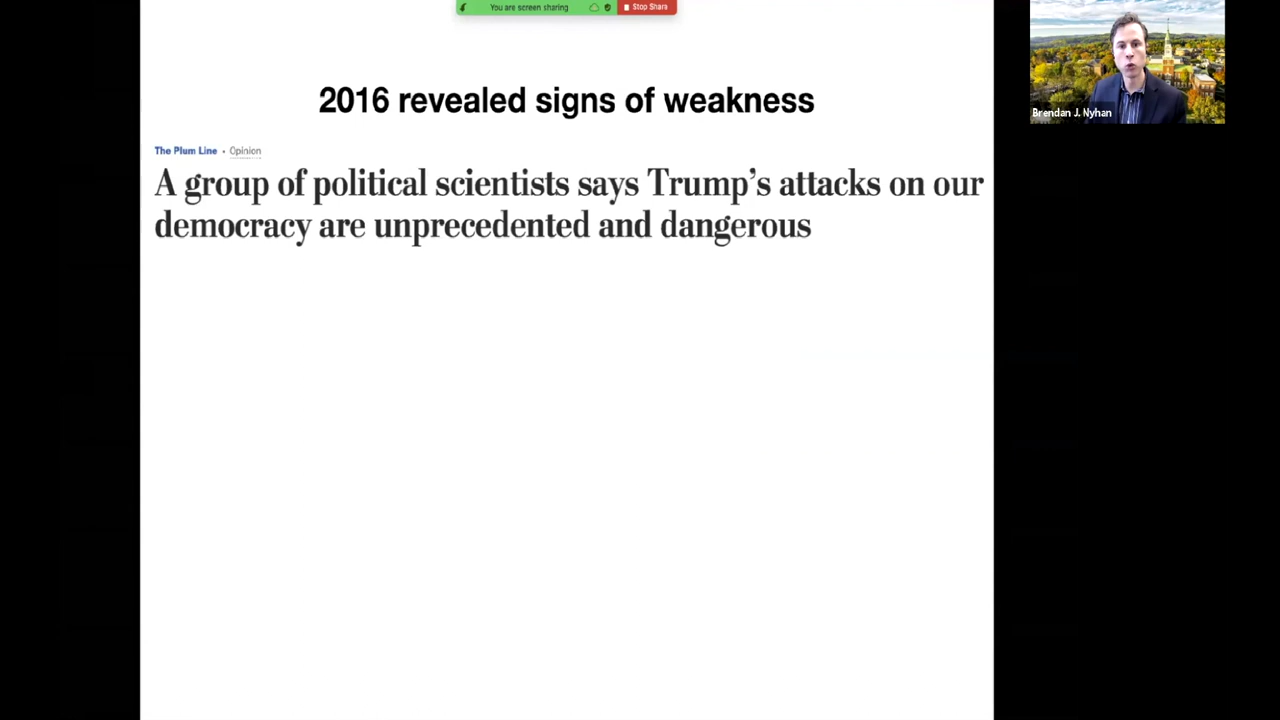 You are screen sharing
Stop Share
2016 revealed signs of weakness
The Plum Line • Opinion
A group of political scientists says Trump's attacks on our
democracy are unprecedented and dangerous
Brendan J. Nyhan